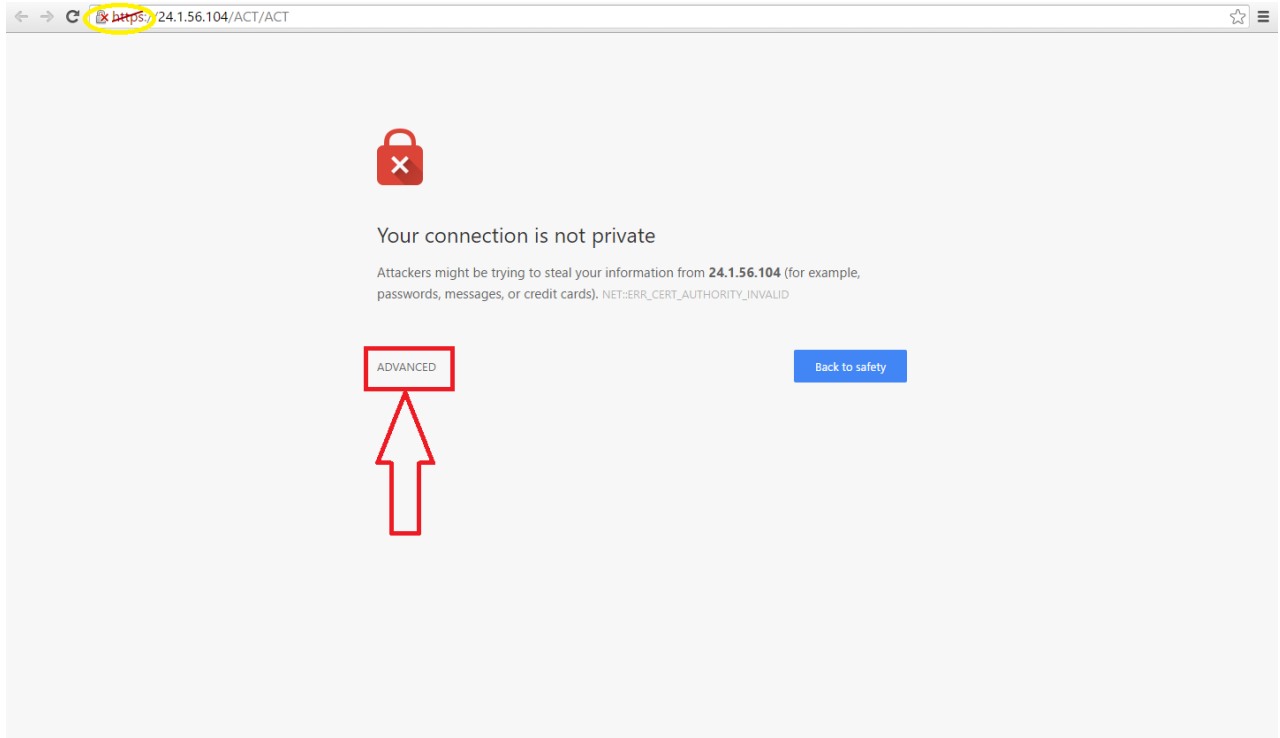 https://24.1.56.104/ACT/ACT
Your connection is not private
Attackers might be trying to steal your information from 24.1.56.104 (for example,
passwords, messages, or credit cards). NET::ERR_CERT_AUTHORITY_INVALID
ADVANCED
Back to safety